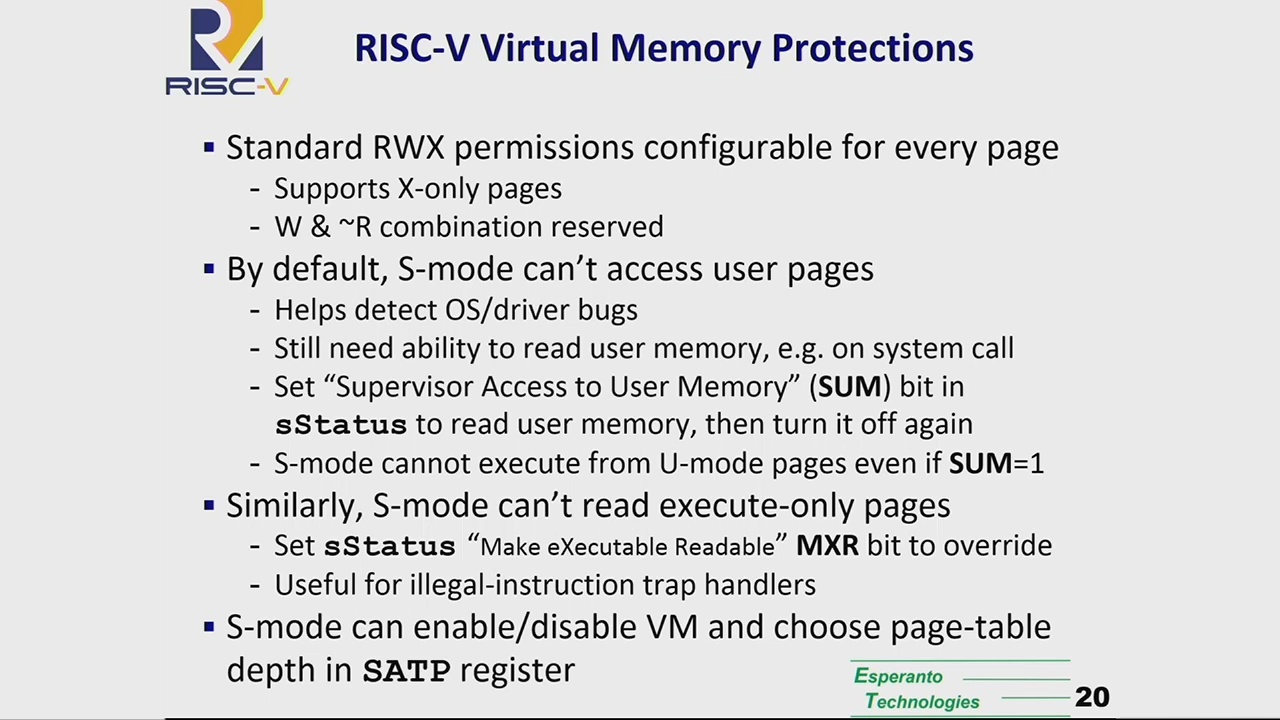 RISC-V
RISC-V Virtual Memory Protections
▪ Standard RWX permissions configurable for every page
- Supports X-only pages
- W & ~R combination reserved
▪ By default, S-mode can’t access user pages
- Helps detect OS/driver bugs
- Still need ability to read user memory, e.g. on system call
- Set “Supervisor Access to User Memory” (SUM) bit in
sStatus to read user memory, then turn it off again
- S-mode cannot execute from U-mode pages even if SUM=1
▪ Similarly, S-mode can’t read execute-only pages
- Set sStatus “Make eXecutable Readable” MXR bit to override
- Useful for illegal-instruction trap handlers
▪ S-mode can enable/disable VM and choose page-table
depth in SATP register
Esperanto
Technologies
20